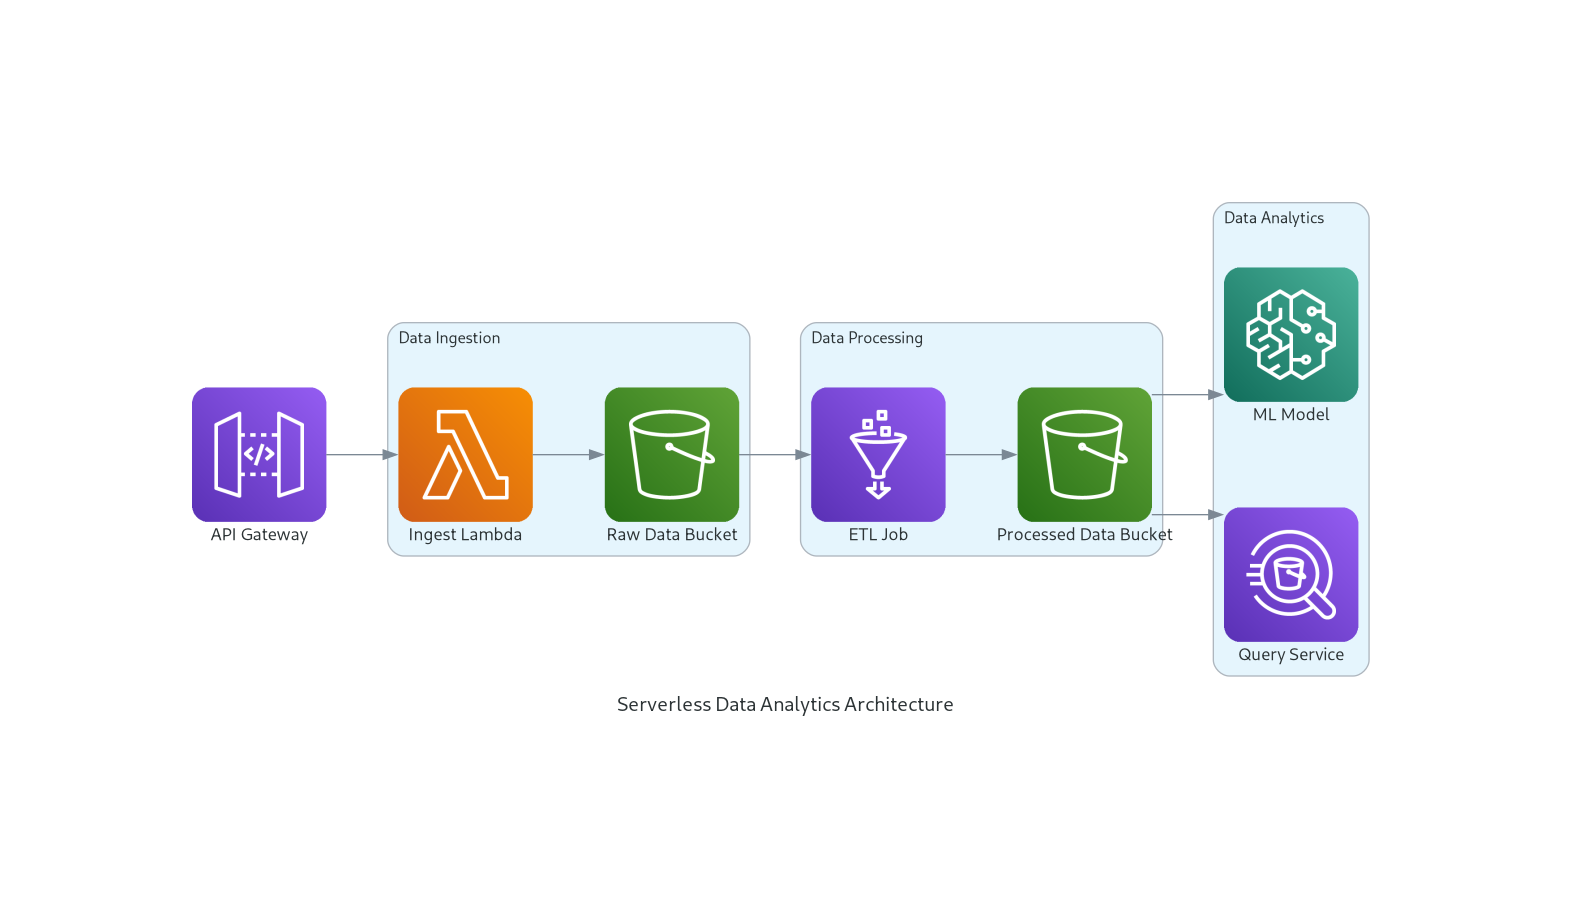 Data Analytics
ML Model
Data Ingestion
Data Processing
</>
API Gateway
Ingest Lambda
Raw Data Bucket
ETL Job
Processed Data Bucket
Query Service
Serverless Data Analytics Architecture